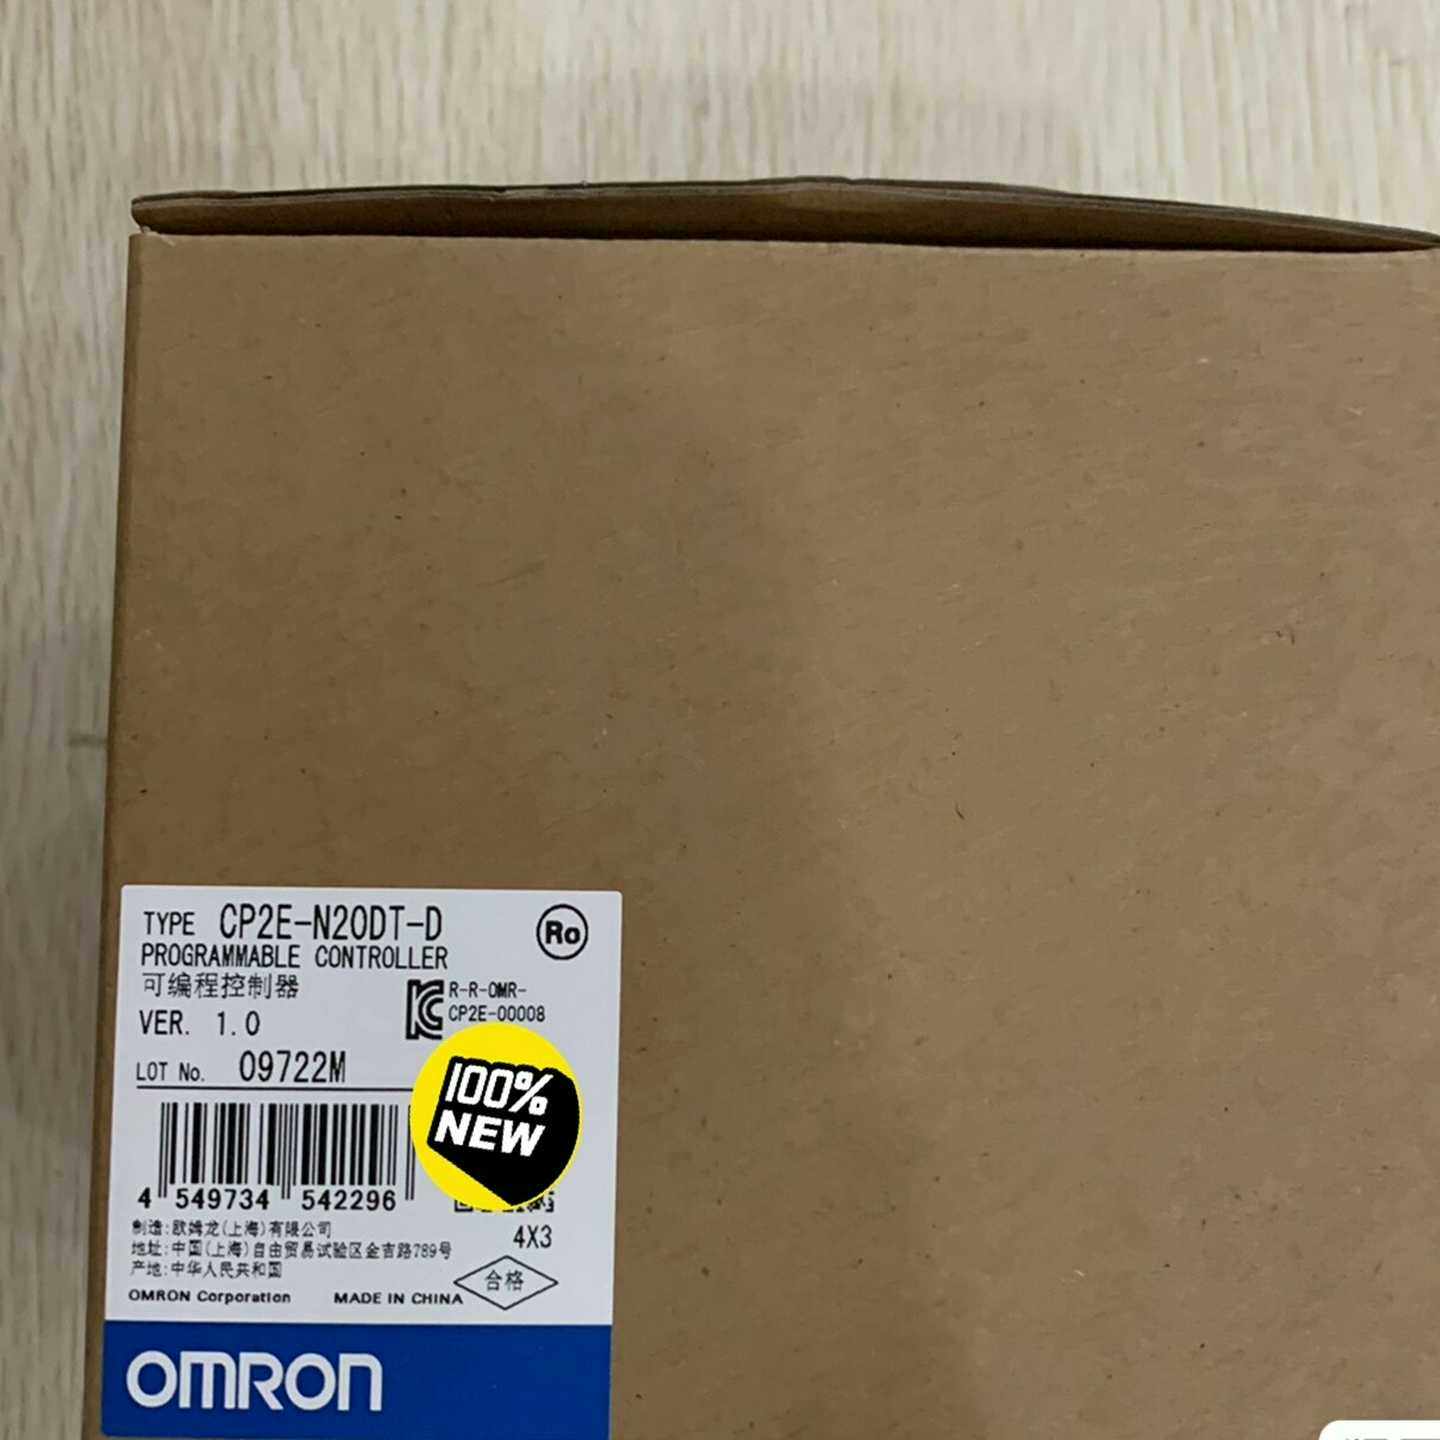 TYPE CP2E-N20DT-D
Ro
PROGRAMMABLE CONTROLLER
可编程控制器
R-R-OMR-
CP2E-00008
VER. 1.0
LOT No. 09722M
100%
NEW
4 549734 542296
制造:欧姆龙(上海)有限公司
4X3
地址:中国(上海)自由贸易试验区金吉路789号
产地:中华人民共和国
合格
OMRON Corporation MADE IN CHINA
OMRON